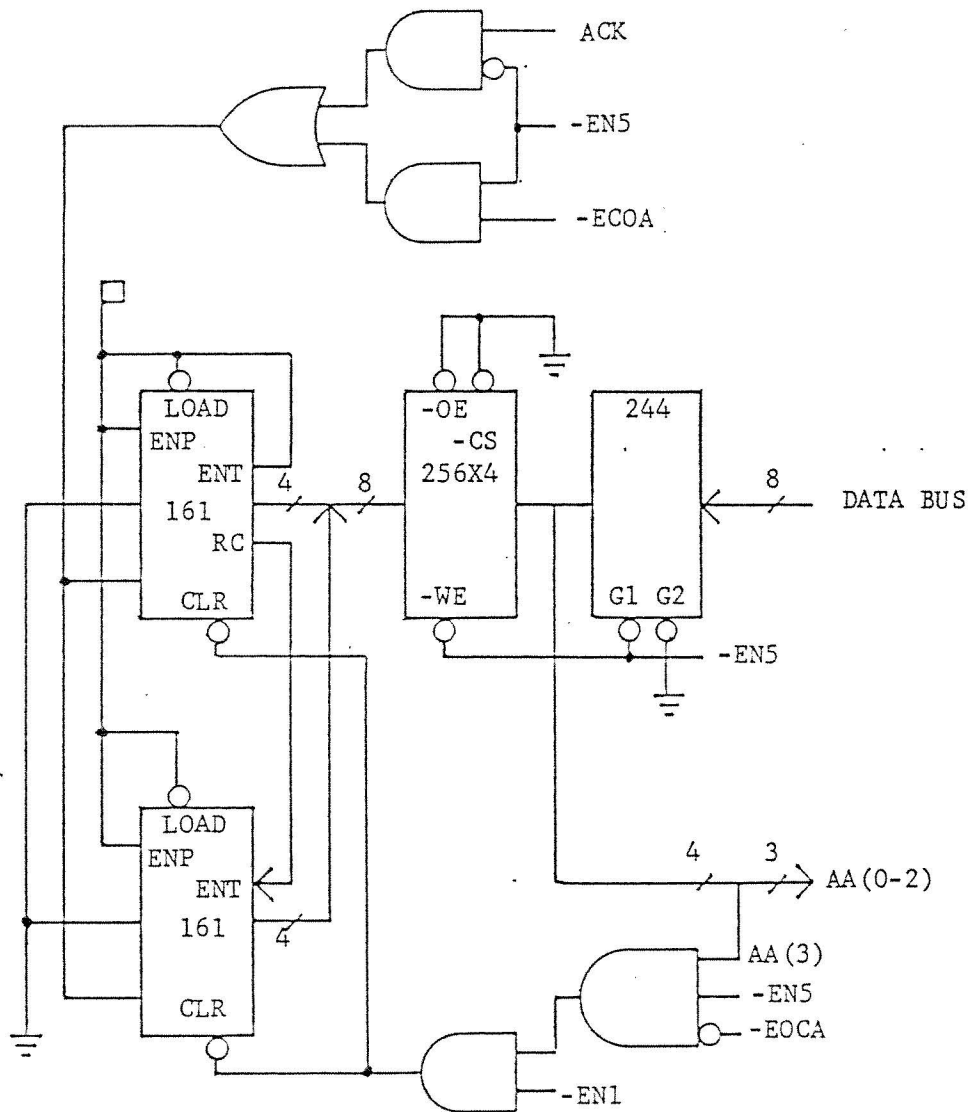 ACK
-EN5
-ECOA
LOAD
ENP
ENT
161
RC
CLR
4
8
-OE
-CS
256X4
-WE
244
G1 G2
8
DATA BUS
-EN5
LOAD
ENP
ENT
161
CLR
4
4
3
AA(0-2)
AA(3)
-EN5
-EOCA
-EN1